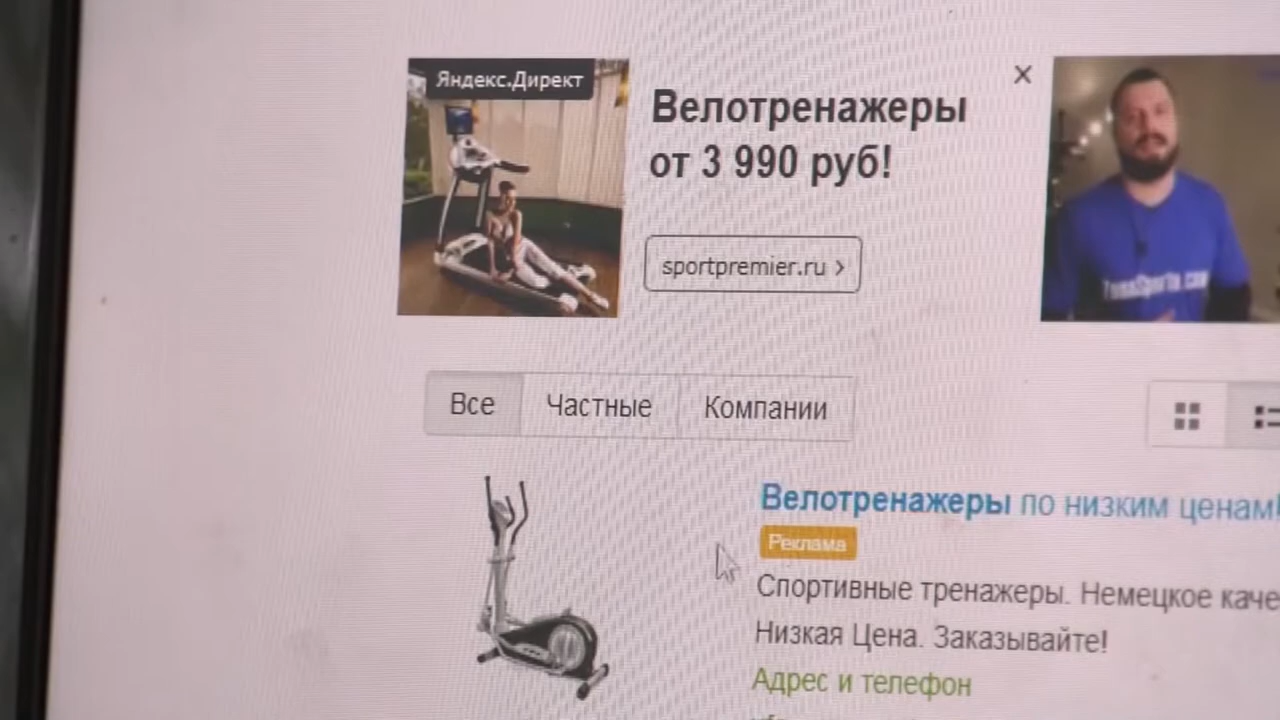 Яндекс.Директ
Велотренажеры
от 3 990 руб!
sportpremier.ru ›
Все
Частные
Компании
Велотренажеры по низким ценам!
Реклама
Спортивные тренажеры. Немецкое каче
Низкая Цена. Заказывайте!
Адрес и телефон